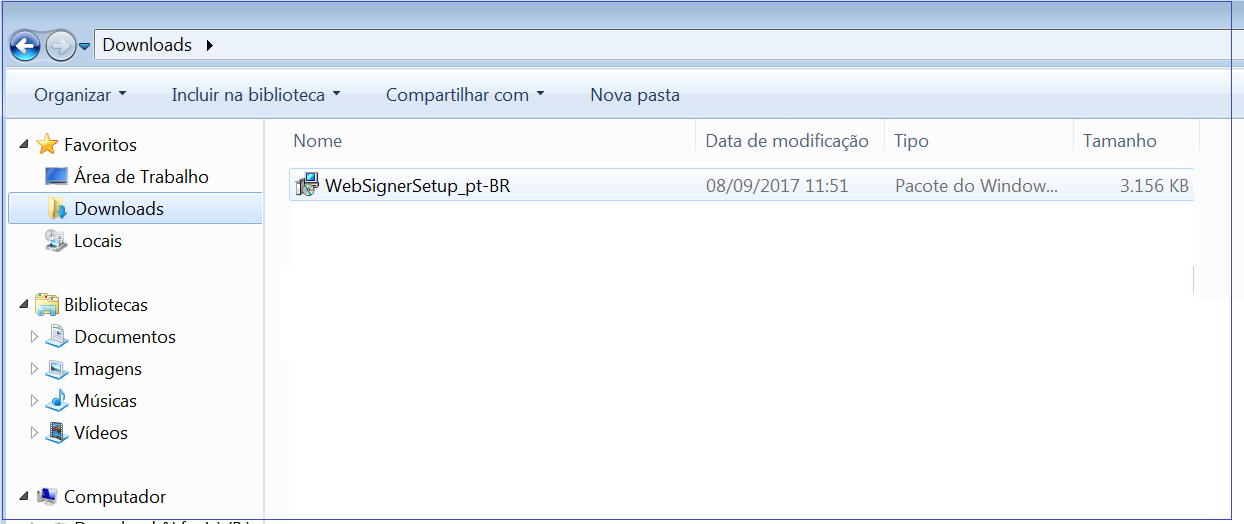 Downloads
Organizar
Incluir na biblioteca
Compartilhar com
Nova pasta
Favoritos
Área de Trabalho
Downloads
Locais
Bibliotecas
Documentos
Imagens
Músicas
Vídeos
Computador
Nome Data de modificação Tipo Tamanho
WebSignerSetup_pt-BR 08/09/2017 11:51 Pacote do Window... 3.156 KB